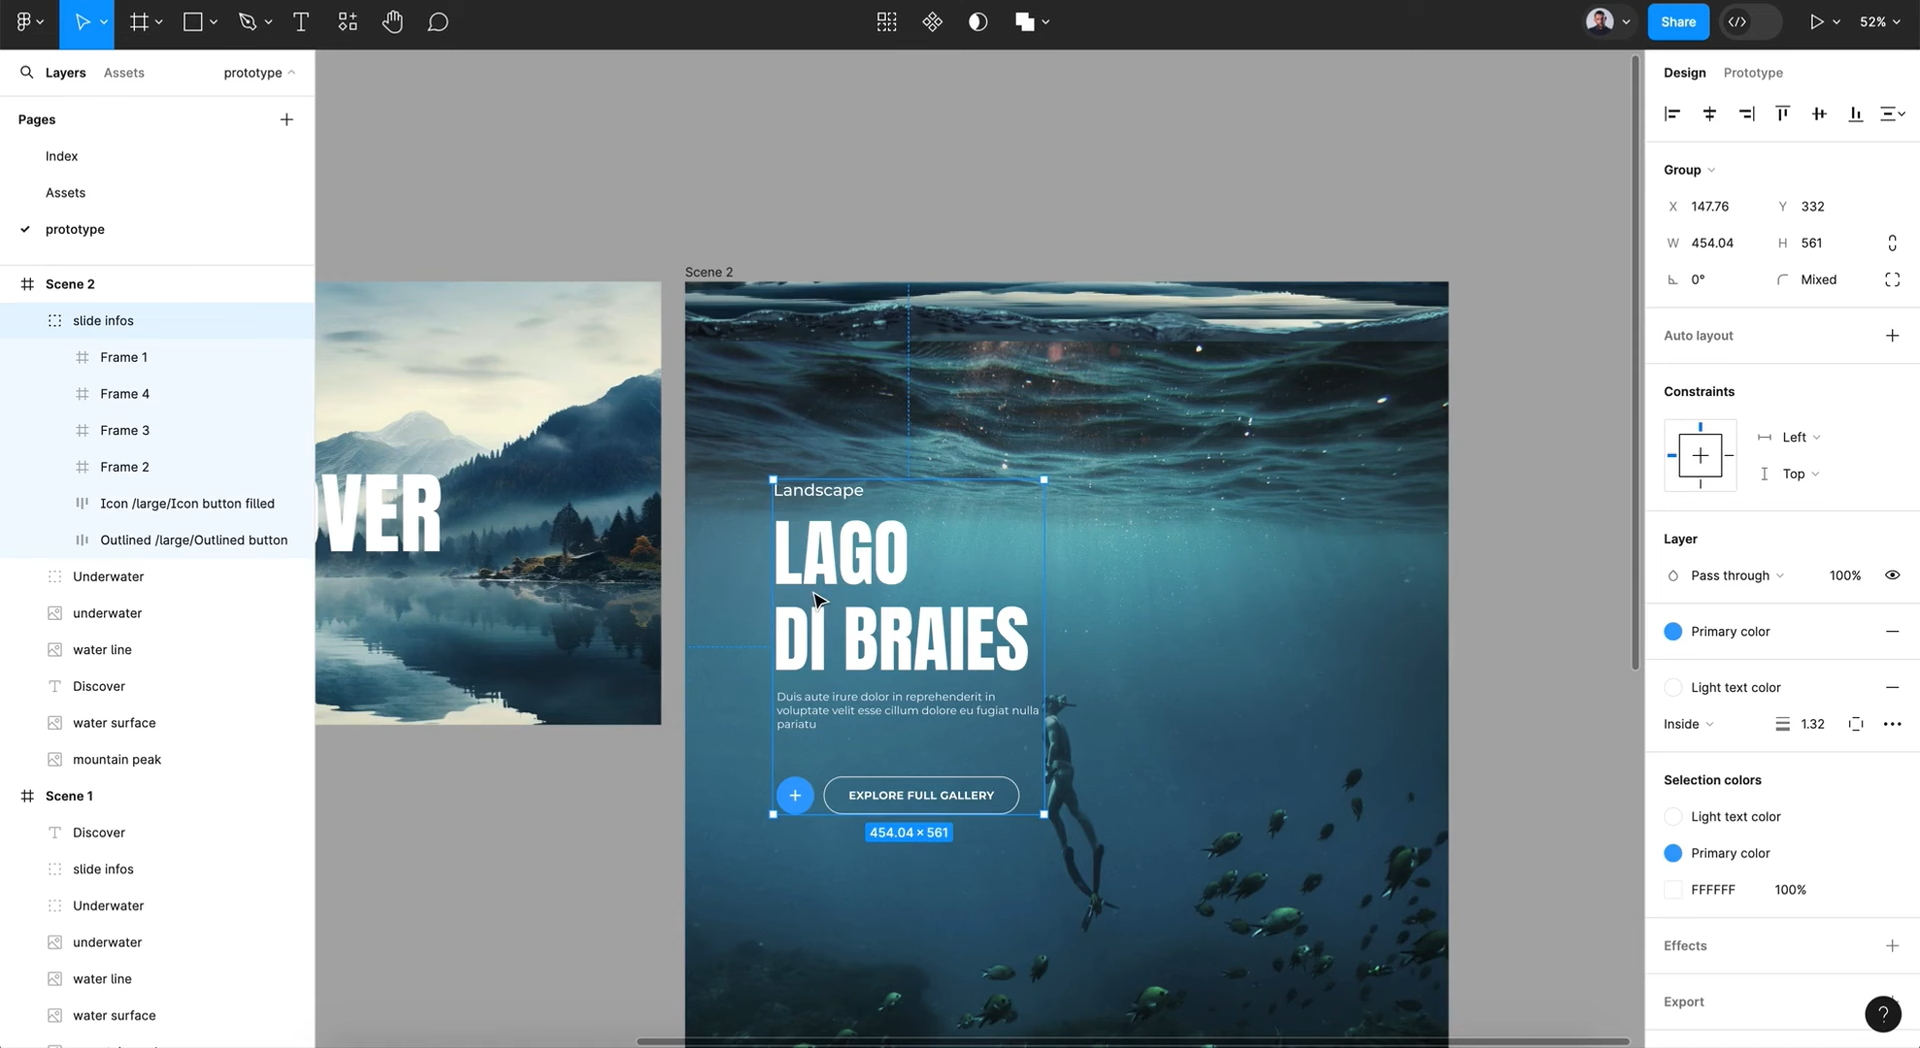 Share
52%
Layers
Assets
prototype
Pages
Index
Assets
prototype
Scene 2
slide infos
Frame 1
Frame 4
Frame 3
Frame 2
Icon /large/Icon button filled
Outlined /large/Outlined button
Underwater
underwater
water line
Discover
water surface
mountain peak
Scene 1
Discover
slide infos
Underwater
underwater
water line
water surface
OVER
Scene 2
Landscape
LAGO
DI BRAIES
Duis aute irure dolor in reprehenderit in
voluptate velit esse cillum dolore eu fugiat nulla
pariatu
+
EXPLORE FULL GALLERY
454.04 × 561
Design
Prototype
Group
X 147.76 Y 332
W 454.04 H 561
0° Mixed
Auto layout
Constraints
Left
Top
Layer
Pass through 100%
Primary color
Light text color
Inside 1.32
Selection colors
Light text color
Primary color
FFFFFF 100%
Effects
Export
?